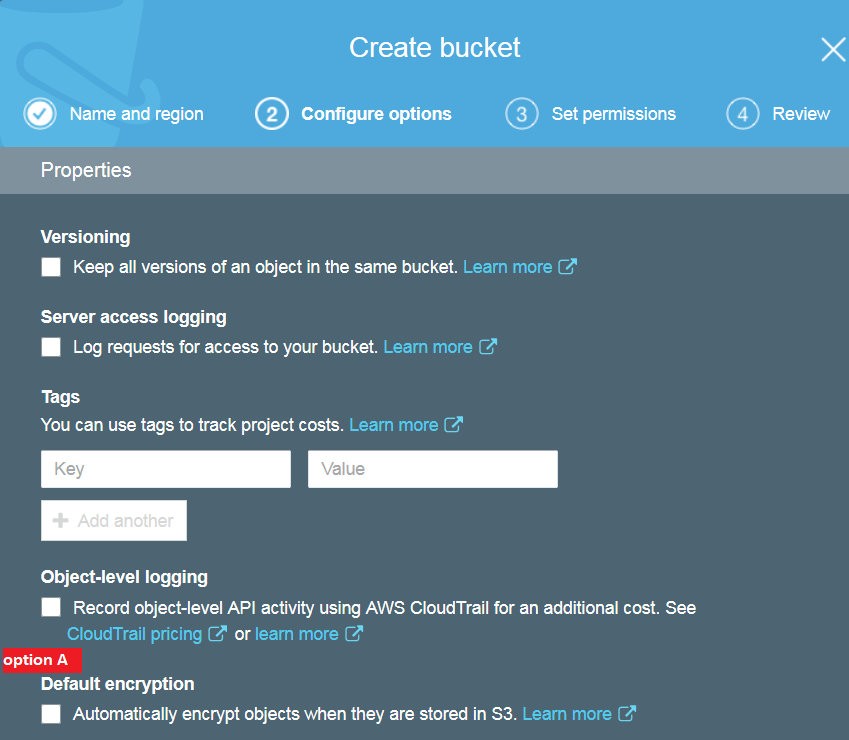 Create bucket
Name and region
2 Configure options
3 Set permissions
4 Review
Properties
Versioning
Keep all versions of an object in the same bucket. Learn more
Server access logging
Log requests for access to your bucket. Learn more
Tags
You can use tags to track project costs. Learn more
Key
Value
Add another
Object-level logging
Record object-level API activity using AWS CloudTrail for an additional cost. See
CloudTrail pricing or learn more
option A
Default encryption
Automatically encrypt objects when they are stored in S3. Learn more